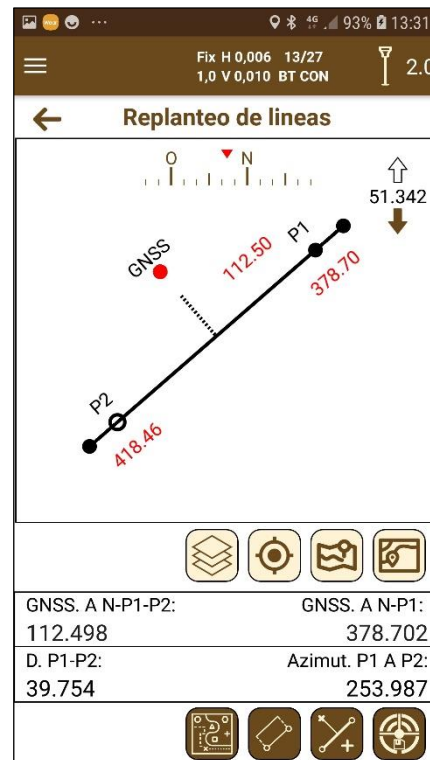 4G 93% 13:31
Fix H 0,006 13/27
1,0 V 0,010 BT CON
2.0
Replanteo de lineas
O N
51.342
GNSS
112.50
P1
378.70
P2
418.46
GNSS. A N-P1-P2: GNSS. A N-P1:
112.498 378.702
D. P1-P2: Azimut. P1 A P2:
39.754 253.987